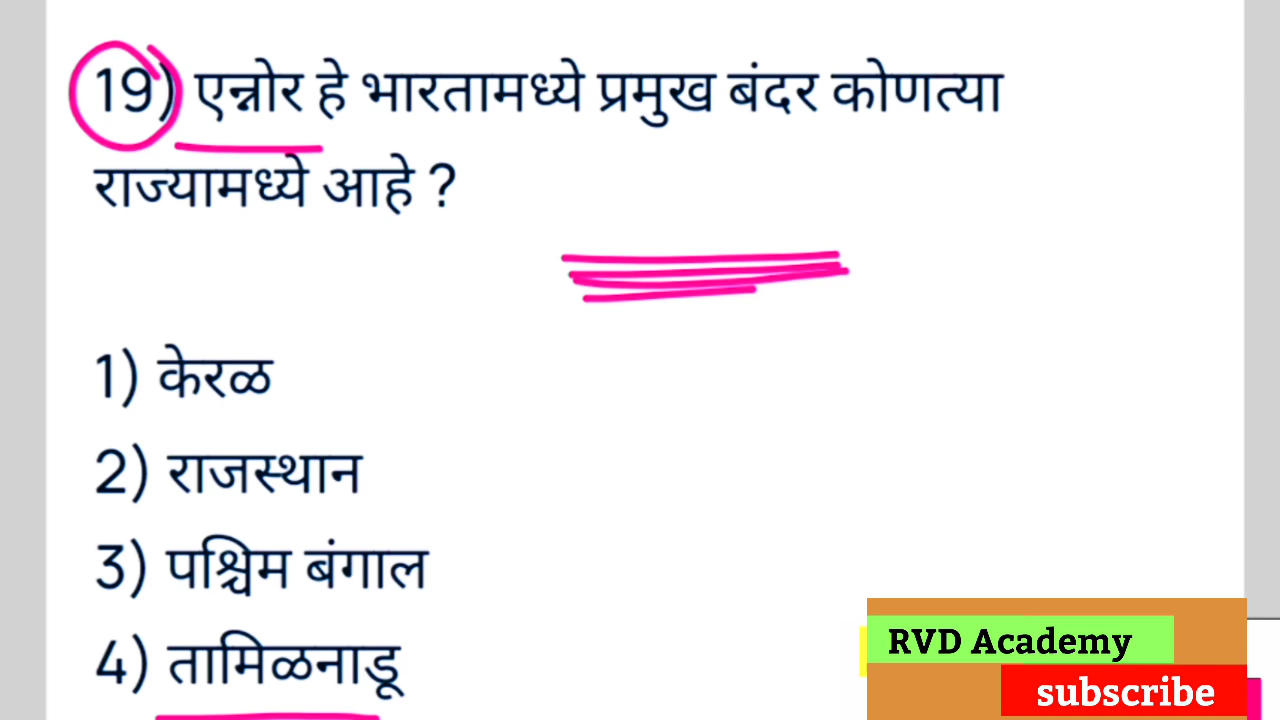 19) एन्नोर हे भारतामध्ये प्रमुख बंदर कोणत्या
राज्यामध्ये आहे ?
1) केरळ
2) राजस्थान
3) पश्चिम बंगाल
4) तामिळनाडू
RVD Academy
subscribe